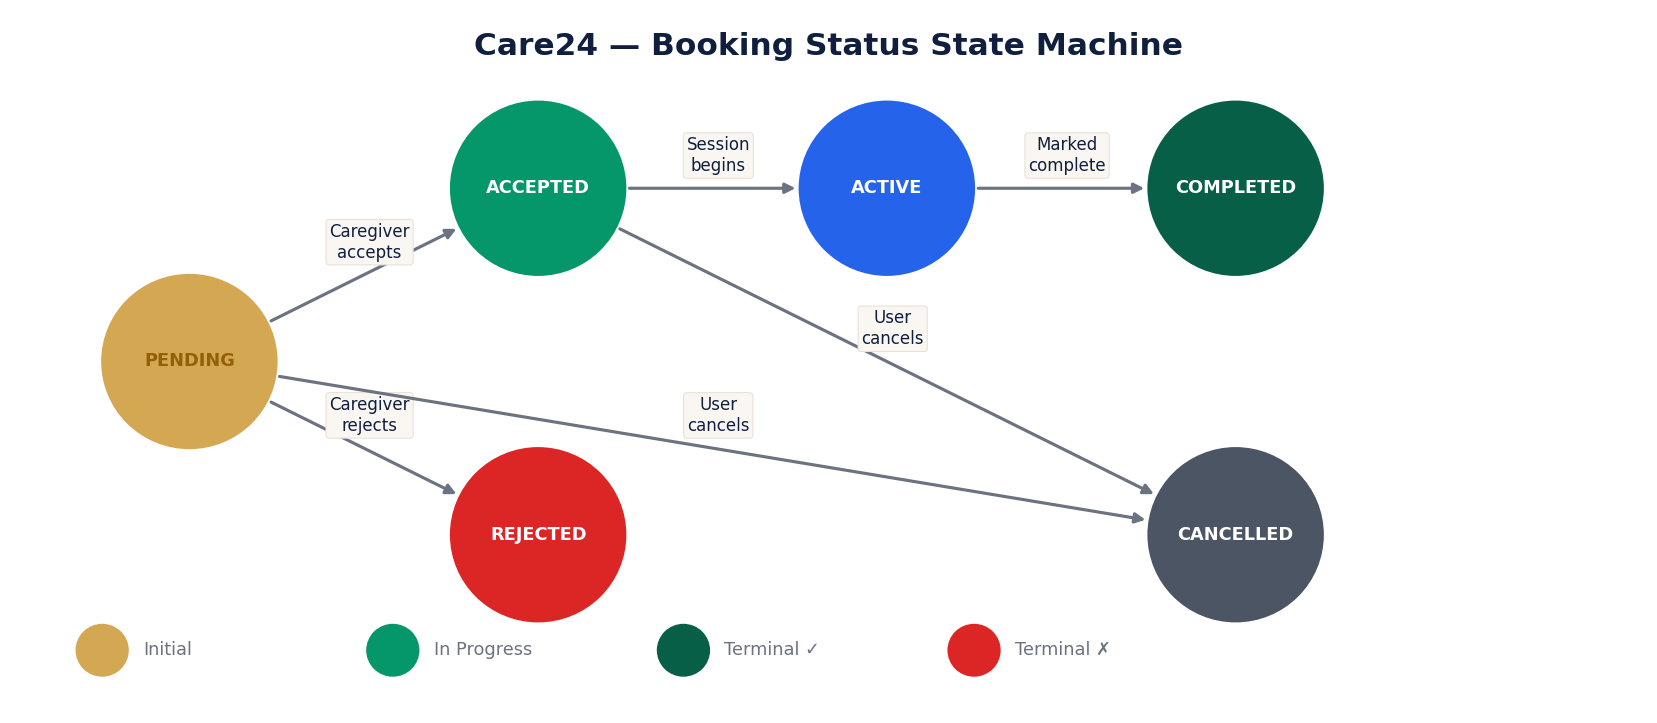 Care24 — Booking Status State Machine
Session
begins
Marked
complete
ACCEPTED
ACTIVE
COMPLETED
Caregiver
accepts
User
cancels
PENDING
Caregiver
rejects
User
cancels
REJECTED
CANCELLED
Initial
In Progress
Terminal ✓
Terminal ✗